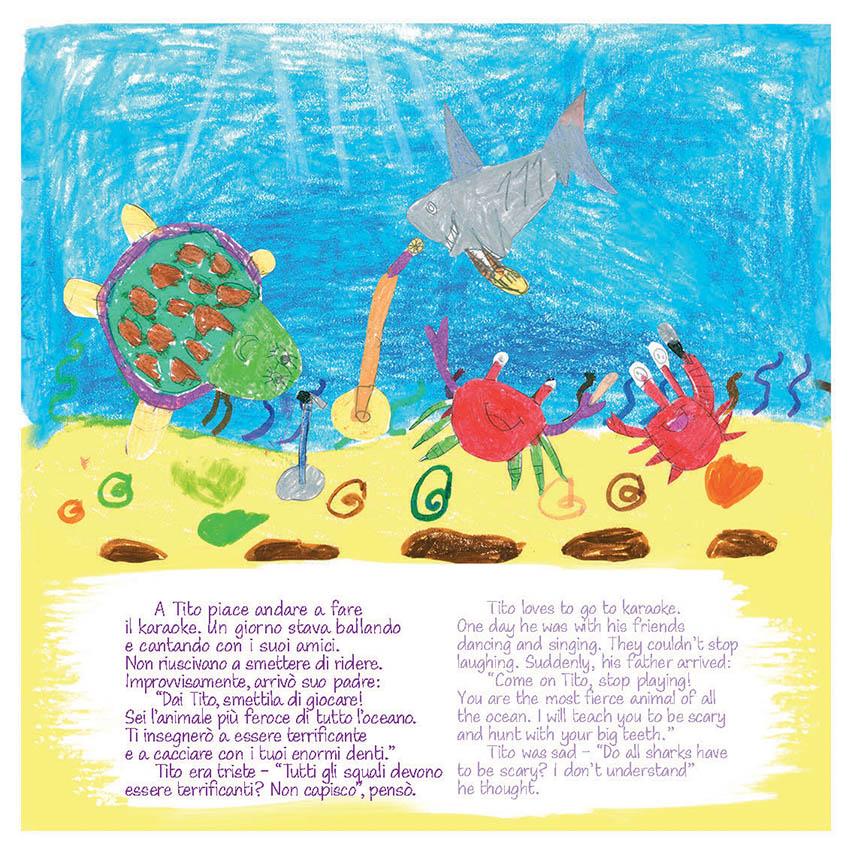 A Tito piace andare a fare
il karaoke. Un giorno stava ballando
e cantando con i suoi amici.
Non riuscivano a smettere di ridere.
Improvvisamente, arrivò suo padre:
"Dai Tito, smettila di giocare!
Sei l'animale più feroce di tutto l'oceano.
Ti insegnerò a essere terrificante
e a cacciare con i tuoi enormi denti."
Tito era triste - "Tutti gli squali devono
essere terrificanti? Non capisco", pensò.
Tito loves to go to karaoke.
One day he was with his friends
dancing and singing. They couldn't stop
laughing. Suddenly, his father arrived:
"Come on Tito, stop playing!
You are the most fierce animal of all
the ocean. I will teach you to be scary
and hunt with your big teeth."
Tito was sad - "Do all sharks have
to be scary? I don't understand"
he thought.